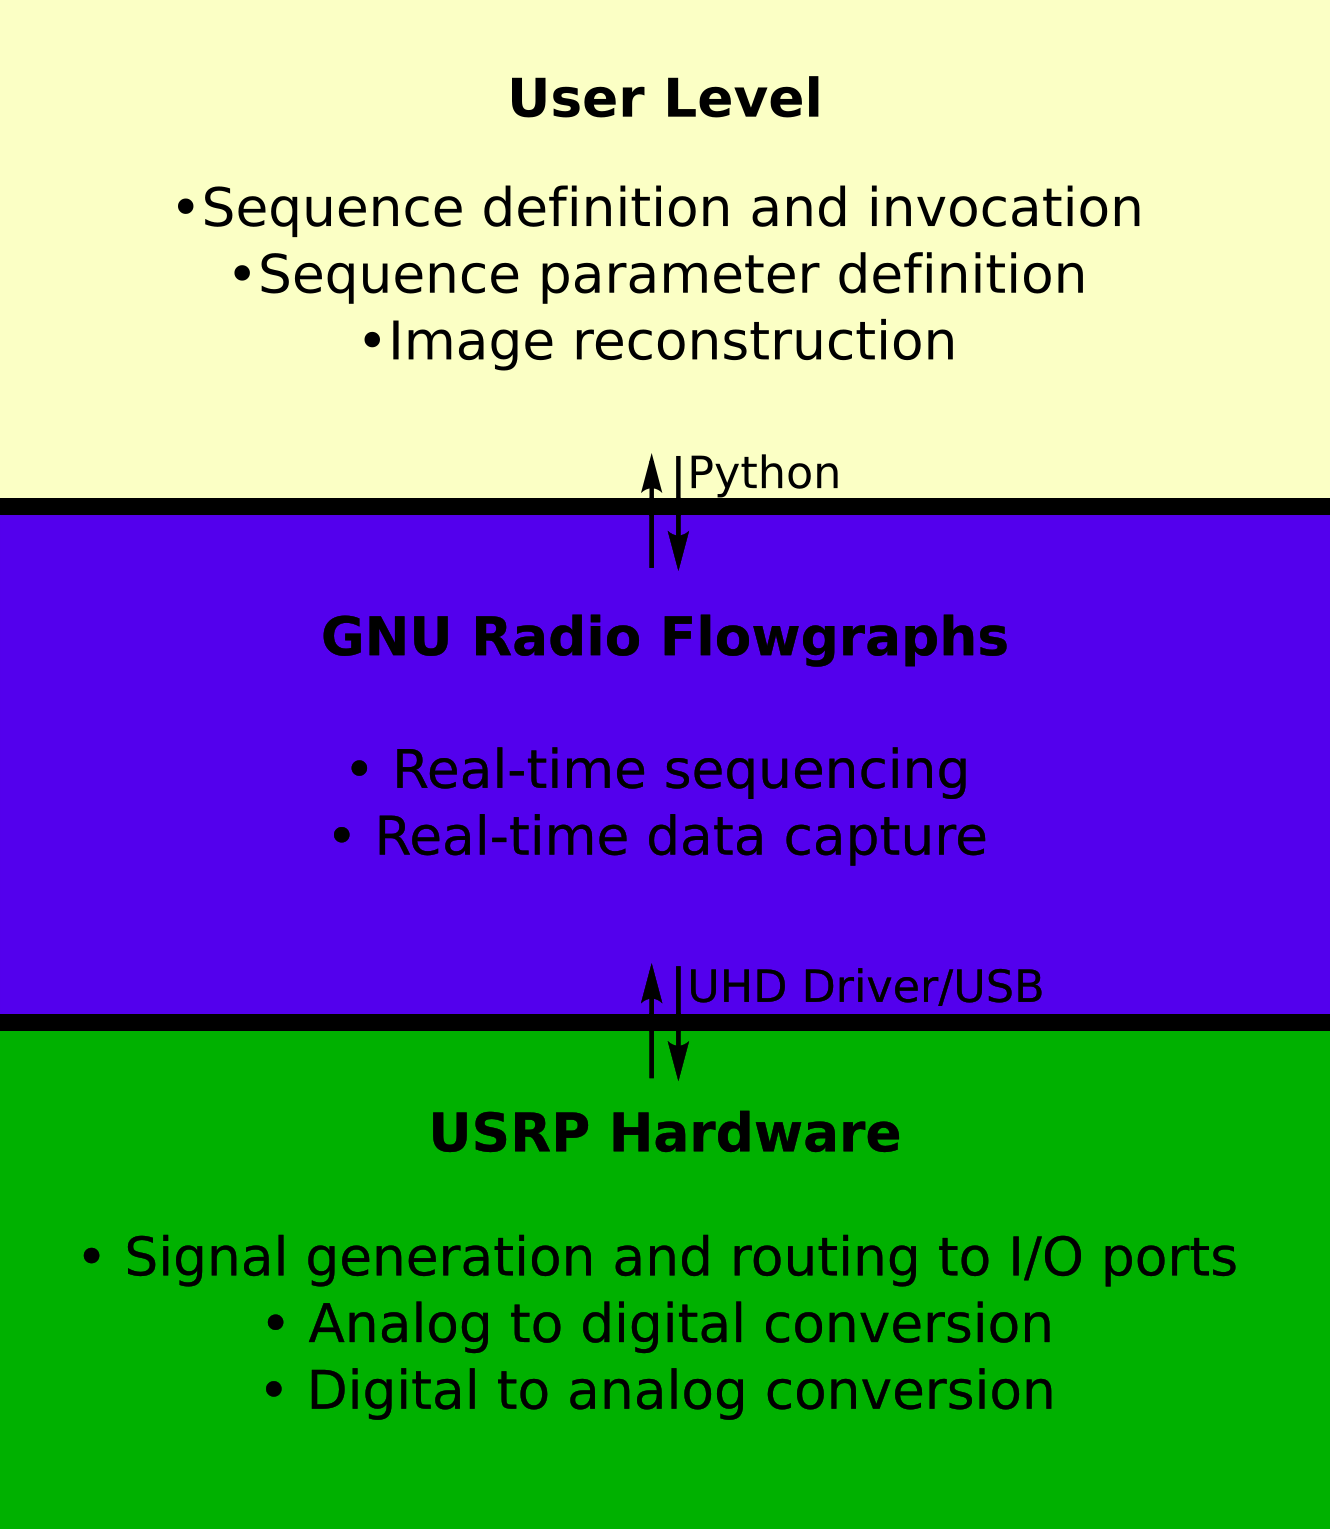 User Level
•Sequence definition and invocation
•Sequence parameter definition
•Image reconstruction
Python
GNU Radio Flowgraphs
• Real-time sequencing
• Real-time data capture
UHD Driver/USB
USRP Hardware
• Signal generation and routing to I/O ports
• Analog to digital conversion
• Digital to analog conversion